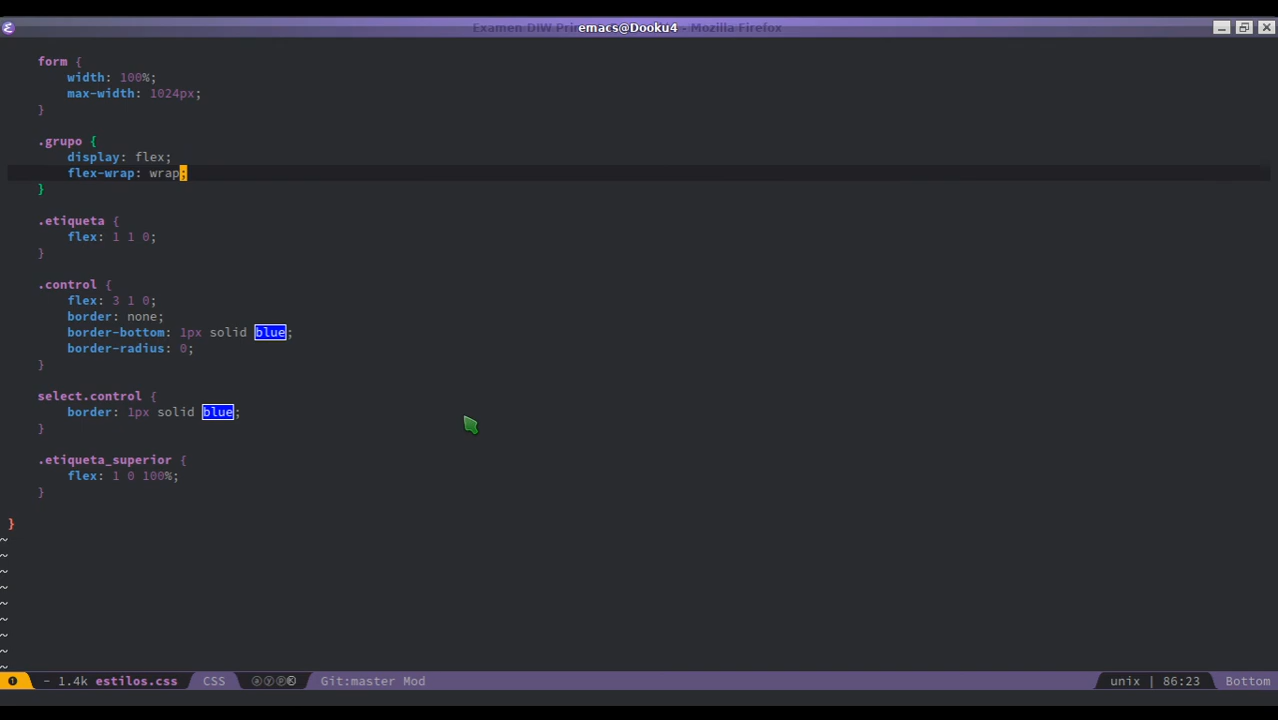 Examen DIW Pri emacs@Dooku4 - Mozilla Firefox
form {
width: 100%;
max-width: 1024px;
}
.grupo {
display: flex;
flex-wrap: wrap;
}
.etiqueta {
flex: 1 1 0;
}
.control {
flex: 3 1 0;
border: none;
border-bottom: 1px solid blue;
border-radius: 0;
}
select.control {
border: 1px solid blue;
}
.etiqueta_superior {
flex: 1 0 100%;
}
}
~
~
~
~
~
~
~
~
~
❶ - 1.4k estilos.css CSS ⓐⓨⓟⓒ Git:master Mod unix | 86:23 Bottom